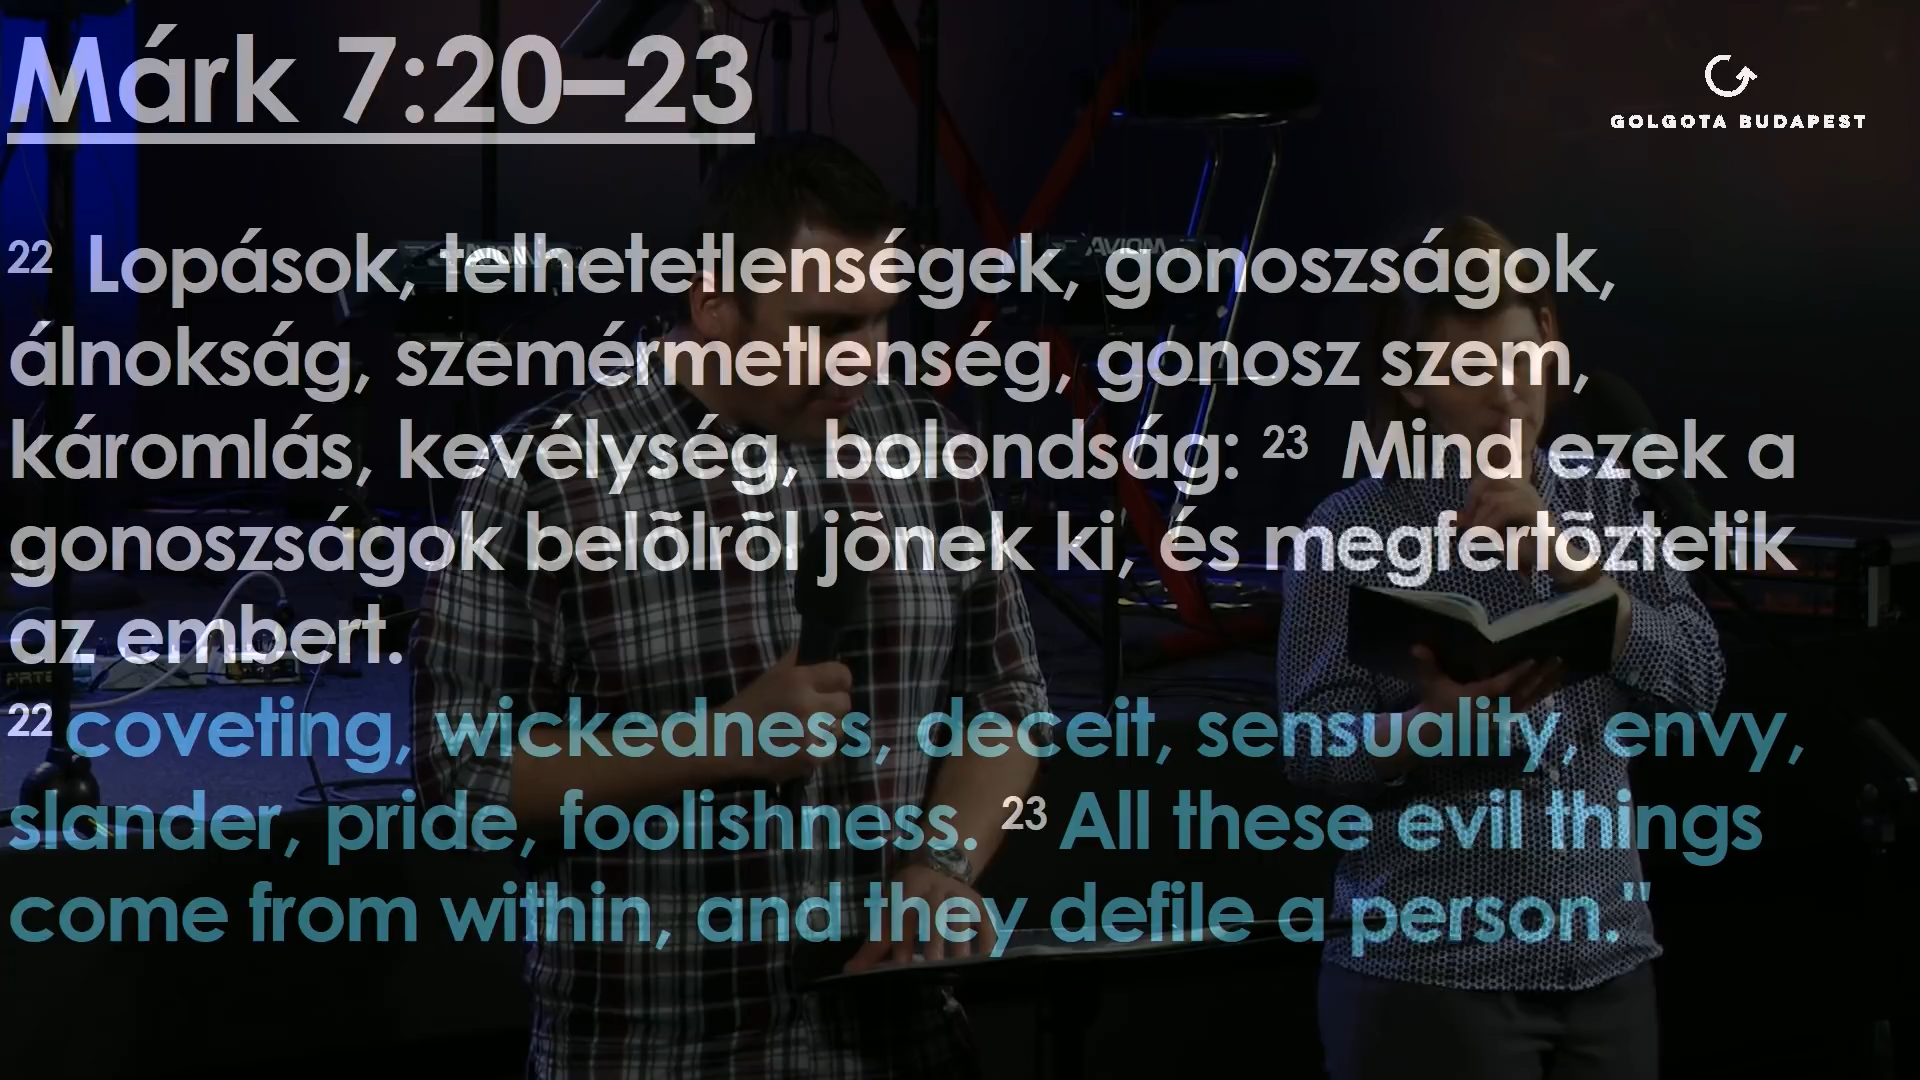 Márk 7:20–23
GOLGOTA BUDAPEST
22 Lopások, telhetetlenségek, gonoszságok,
álnokság, szemérmetlenség, gonosz szem,
káromlás, kevélység, bolondság: 23 Mind ezek a
gonoszságok belõlrõl jõnek ki, és megfertõztetik
az embert.
22 coveting, wickedness, deceit, sensuality, envy,
slander, pride, foolishness. 23 All these evil things
come from within, and they defile a person."
AVIOM
AVIOM